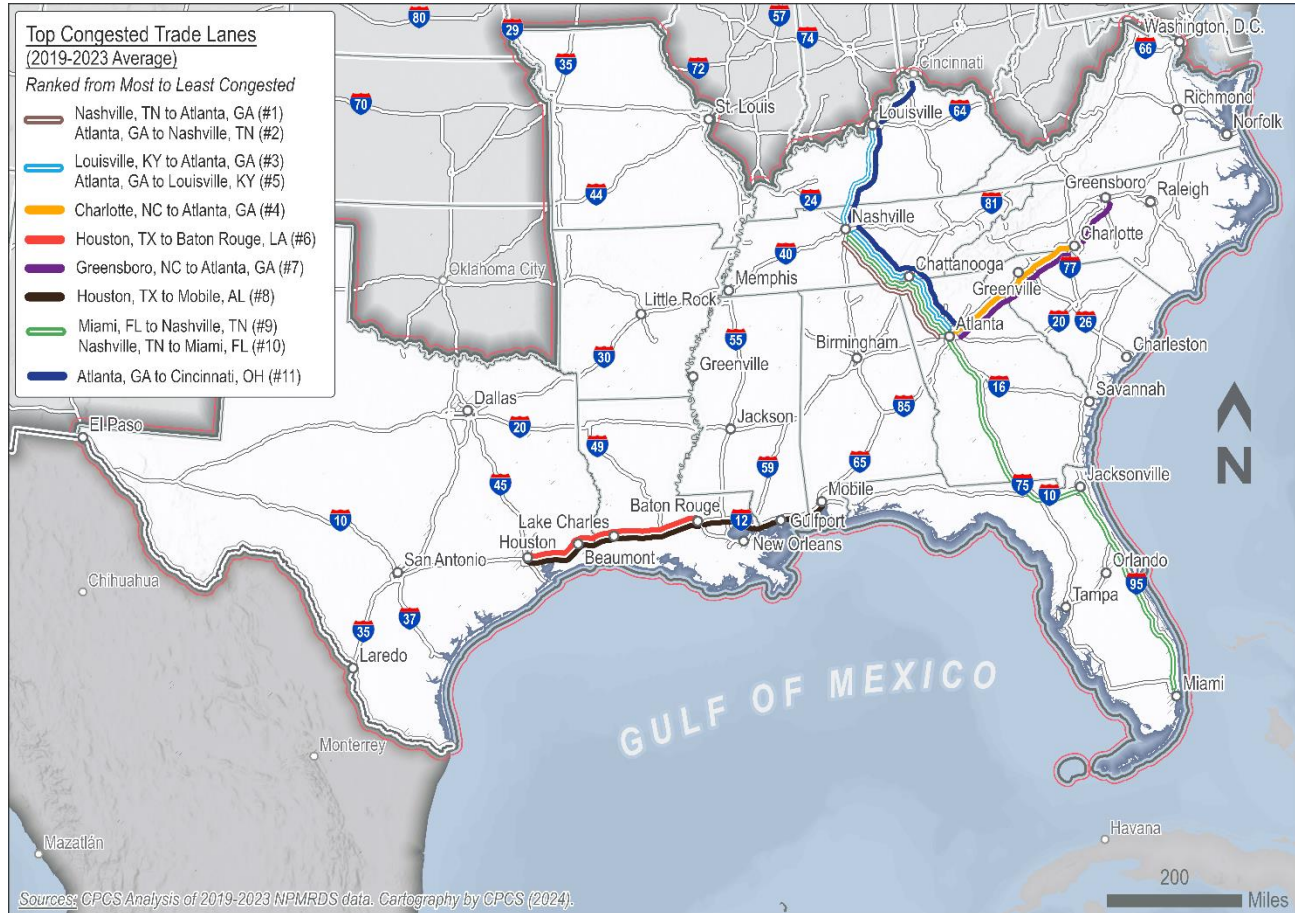 Top Congested Trade Lanes
(2019-2023 Average)
Ranked from Most to Least Congested
Nashville, TN to Atlanta, GA (#1)
Atlanta, GA to Nashville, TN (#2)
Louisville, KY to Atlanta, GA (#3)
Atlanta, GA to Louisville, KY (#5)
Charlotte, NC to Atlanta, GA (#4)
Houston, TX to Baton Rouge, LA (#6)
Greensboro, NC to Atlanta, GA (#7)
Houston, TX to Mobile, AL (#8)
Miami, FL to Nashville, TN (#9)
Nashville, TN to Miami, FL (#10)
Atlanta, GA to Cincinnati, OH (#11)
80
29
35
57
74
72
Cincinnati
66
Washington, D.C.
70
St. Louis
Louisville
64
Richmond
Norfolk
44
24
Nashville
81
Greensboro
Raleigh
40
Charlotte
77
Oklahoma City
Memphis
Chattanooga
Greenville
Little Rock
Atlanta
20
26
55
Birmingham
Charleston
30
Greenville
16
Savannah
Dallas
85
El Paso
20
Jackson
49
65
59
45
Jacksonville
75
10
Mobile
Baton Rouge
12
Gulfport
10
Lake Charles
Houston
Beaumont
New Orleans
San Antonio
Orlando
95
Chihuahua
Tampa
37
35
Laredo
Miami
GULF OF MEXICO
Monterrey
N
Mazatlán
Havana
200
Miles
Sources: CPCS Analysis of 2019-2023 NPMRDS data. Cartography by CPCS (2024).